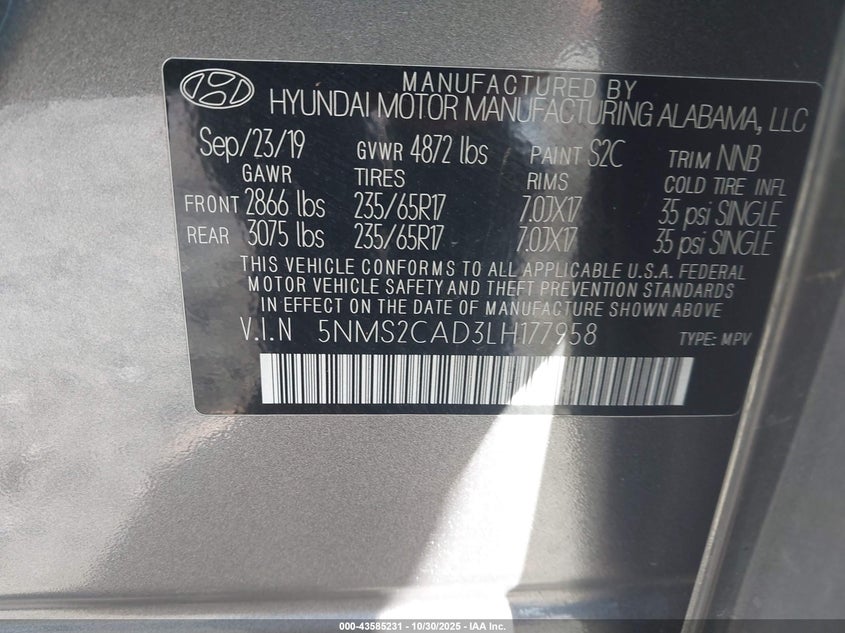 MANUFACTURED BY
HYUNDAI MOTOR MANUFACTURING ALABAMA, LLC
Sep/23/19 GVWR 4872 lbs PAINT S2C TRIM NNB
GAWR TIRES RIMS COLD TIRE INFL
FRONT 2866 lbs 235/65R17 7.0JX17 35 psi SINGLE
REAR 3075 lbs 235/65R17 7.0JX17 35 psi SINGLE
THIS VEHICLE CONFORMS TO ALL APPLICABLE U.S.A. FEDERAL
MOTOR VEHICLE SAFETY AND THEFT PREVENTION STANDARDS
IN EFFECT ON THE DATE OF MANUFACTURE SHOWN ABOVE
V.I.N 5NMS2CAD3LH177958 TYPE: MPV
000-43585231 - 10/30/2025 - IAA Inc.